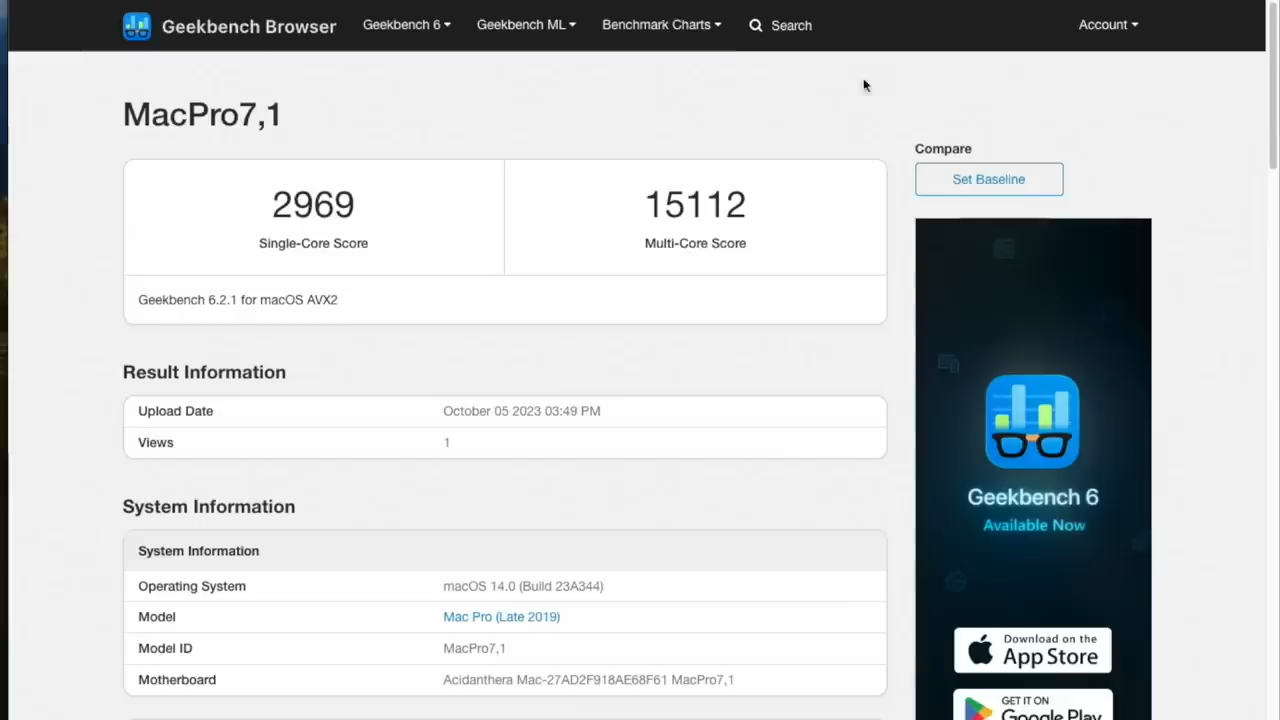 Geekbench Browser
Geekbench 6
Geekbench ML
Benchmark Charts
Search
Account
MacPro7,1
2969
Single-Core Score
15112
Multi-Core Score
Geekbench 6.2.1 for macOS AVX2
Compare
Set Baseline
Result Information
Upload Date
October 05 2023 03:49 PM
Views
1
System Information
System Information
Operating System
macOS 14.0 (Build 23A344)
Model
Mac Pro (Late 2019)
Model ID
MacPro7,1
Motherboard
Acidanthera Mac-27AD2F918AE68F61 MacPro7,1
Geekbench 6
Available Now
Download on the
App Store
GET IT ON
Google Play